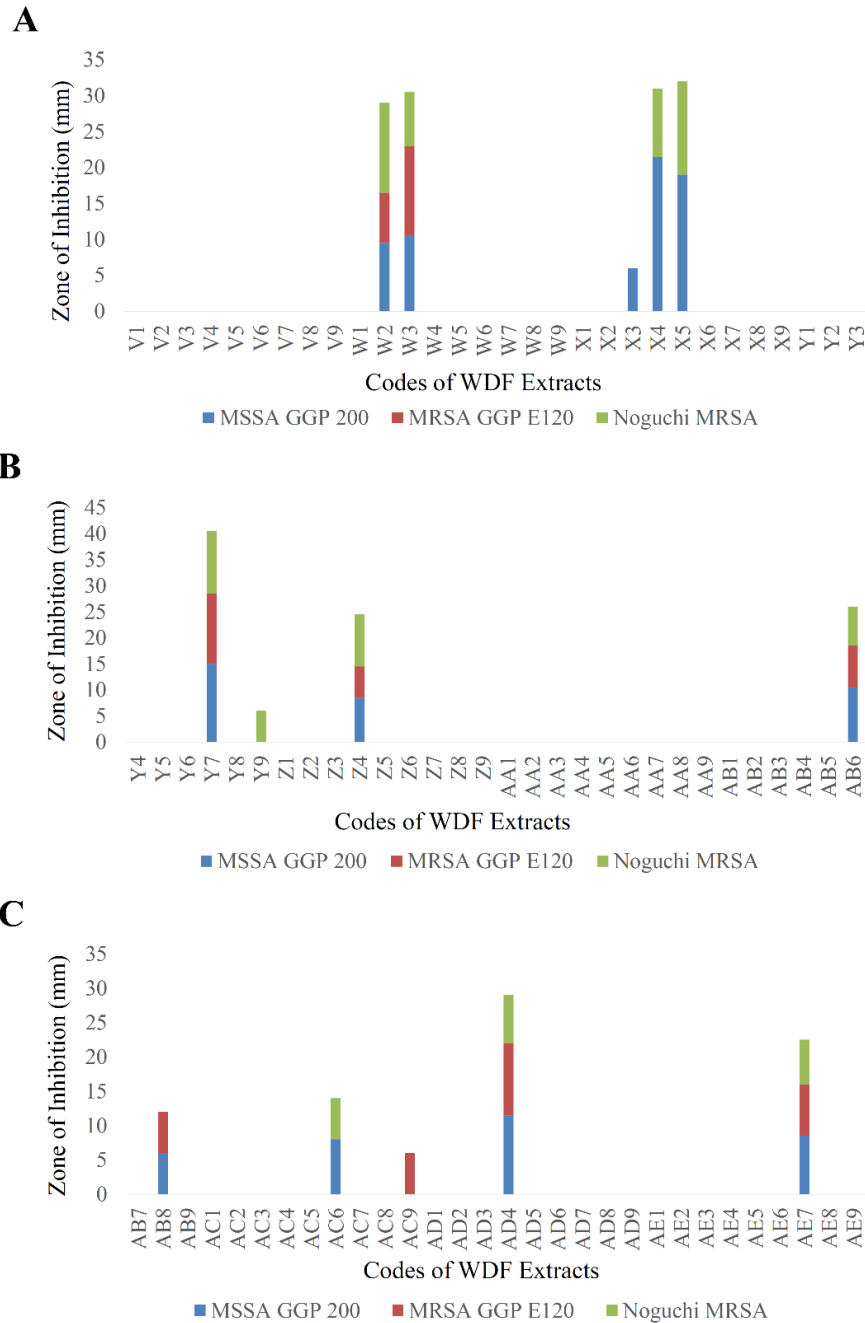 A
35
30
25
20
15
10
5
0
Zone of Inhibition (mm)
V1 V2 V3 V4 V5 V6 V7 V8 V9 W1 W2 W3 W4 W5 W6 W7 W8 W9 X1 X2 X3 X4 X5 X6 X7 X8 X9 Y1 Y2 Y3
Codes of WDF Extracts
MSSA GGP 200 MRSA GGP E120 Noguchi MRSA
B
45
40
35
30
25
20
15
10
5
0
Zone of Inhibition (mm)
Y4 Y5 Y6 Y7 Y8 Y9 Z1 Z2 Z3 Z4 Z5 Z6 Z7 Z8 Z9 AA1 AA2 AA3 AA4 AA5 AA6 AA7 AA8 AA9 AB1 AB2 AB3 AB4 AB5 AB6
Codes of WDF Extracts
MSSA GGP 200 MRSA GGP E120 Noguchi MRSA
C
35
30
25
20
15
10
5
0
Zone of Inhibition (mm)
AB7 AB8 AB9 AC1 AC2 AC3 AC4 AC5 AC6 AC7 AC8 AC9 AD1 AD2 AD3 AD4 AD5 AD6 AD7 AD8 AD9 AE1 AE2 AE3 AE4 AE5 AE6 AE7 AE8 AE9
Codes of WDF Extracts
MSSA GGP 200 MRSA GGP E120 Noguchi MRSA